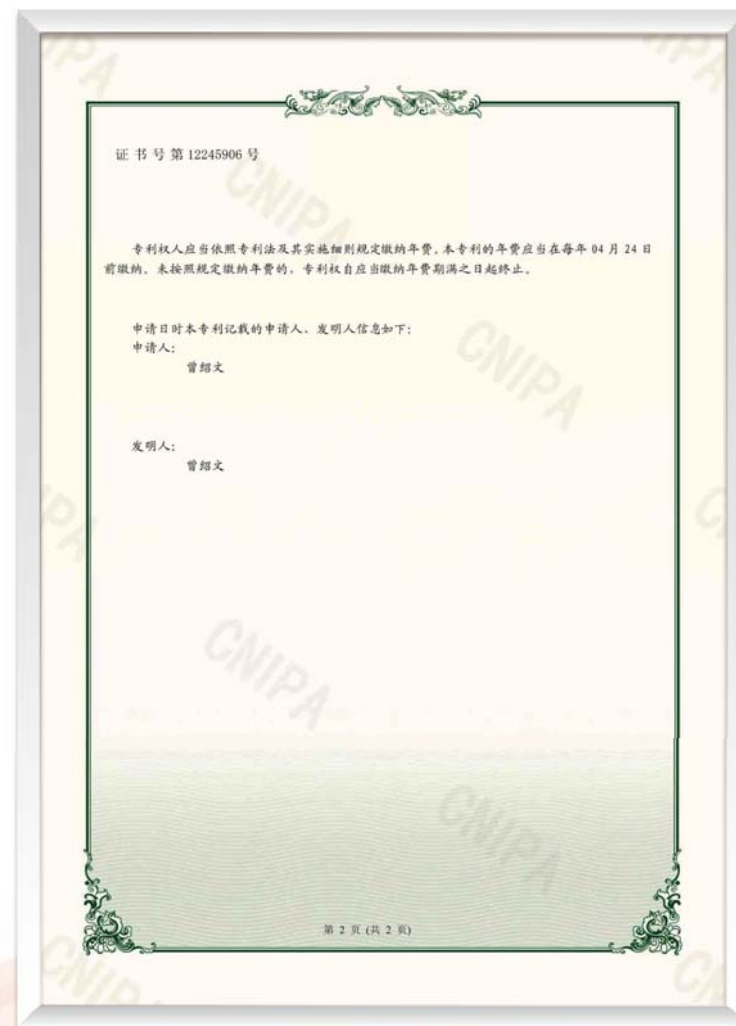 证书号第12245906号
专利权人应当依照专利法及其实施细则规定缴纳年费。本专利的年费应当在每年04月24日
前缴纳。未按照规定缴纳年费的，专利权自应当缴纳年费期满之日起终止。
申请日时本专利记载的申请人、发明人信息如下：
申请人：
曾绍文
发明人：
曾绍文
第 2 页 (共 2 页)
CNIPA
CNIPA
CNIPA
CNIPA